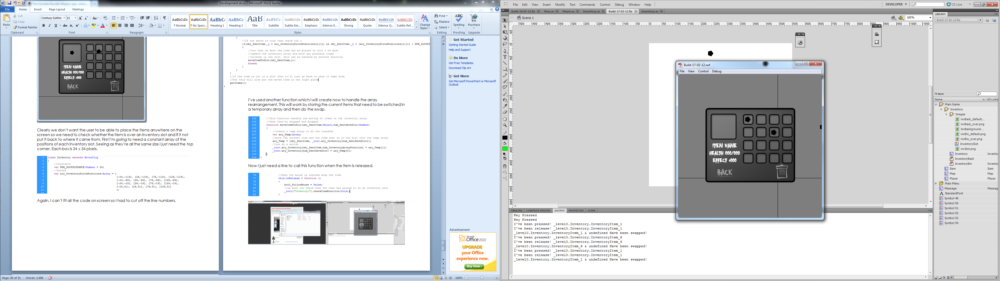 Development.docx - Microsoft Word Starter
File Home Insert Page Layout Mailings
Paste
Cut
Copy
Format Painter
Clipboard
Century Gothic 11
Font
Paragraph
AaBbCcDc AaBbCcDc AaBbC AaBbCc AaB AaBbCc. AaBbCcDc AaBbCcDc AaBbCcDc AaBbCcDc AaBbCcDc AaBbCcDc AABBCCDC
¶ Normal ¶ No Spaci... Heading 1 Heading 2 Title Subtitle Subtle Em... Emphasis Intense E... Strong Quote Intense Q... Subtle Ref...
Styles
Change Styles
Find
Replace
Select
Editing
Spelling
Proofing
Purchase
Upgrade
ITEM NAME
HEALTH 000/000
EFFECT +000
BACK
Clearly we don't want the user to be able to place the items anywhere on the
screen so we need to check whether the item is over an inventory slot and if it not
put it back to where it came from. First I'm going to need a constant array of the
positions of each inventory slot. Seeing as they're all the same size I just need the top
corner. Each box is 34 x 34 pixels.
1 class Inventory extends MovieClip
2 {
3 //Constants
4 var NUM_SLOTDISTANCE:Number = 34;
5 //Arrays
6 var ary_InventorySlotsPositions:Array = [
7 [-24,-119], [26,-119], [76,-119], [126,-119],
8 [-24,-69], [26,-69], [76,-69], [126,-69],
9 [-24,-19], [26,-19], [76,-19], [126,-19],
10 [-24,31], [26,31], [76,31], [126,31]
11 ];
Again, I can't fit all the code on screen so I had to cut off the line numbers.
{
//If the above is true then check the y
if(obj_SentItem._y > ary_InventorySlotsPositions[i][1] && obj_SentItem._y < (ary_InventorySlotsPositions[i][1] + NUM_SLOTDI
{
//now that we know the item can be placed in slot i we must
//update the inventory array and move any possible items
//already in the slot. This can be handled by another function
moveItemToSlot(obj_SentItem,i);
break;
}
}
}
//if the item is not in a slot then it'll just go back to were it came from
//but this will also put the moved item in the right place
getItems();
}
I've used another function which I will create now to handle the array
rearrangement. This will work by storing the current items that need to be switched in
a temporary array and then do the swap.
102 //This function handles the moving of items in the inventory array
103 //when they're dragged and dropped
104 function moveItemToSlot(obj_SentItem:Object,num_SentSaveSlot:Number)
105 {
106 //create a temp array to do the transfer
107 var ary_Temp:Array;
108 //move the current item and the item that is in the slot into the temp array
109 ary_Temp = [obj_SentItem, _root.ary_Inventory[num_SentSaveSlot]];
110 //now do a switch
111 _root.ary_Inventory[obj_SentItem.num_InventoryArrayPosition] = ary_Temp[1];
112 _root.ary_Inventory[num_SentSaveSlot] = ary_Temp[0];
113 }
114 }
Now I just need a line to call this function when the item is released.
76 //when the mouse is realsed drop the item
77 this.onRelease = function ()
78 {
79 bool_FollowMouse = false;
80 //we must now check that the user has placed it in an inventory slot
81 _root["Inventory"].checkItemPosition(this);
82 }
Get Started
Getting Started Guide
Help and Support
Do More
Get Free Templates
Download Clip Art
Get More
Get Microsoft PowerPoint or Microsoft
Outlook
Advertisement
Microsoft
Office 2010
UPGRADE
your Office
experience now.
Buy Now ›
Page: 30 of 31 Words: 2,498
100%
Fl File Edit View Insert Modify Text Commands Control Debug Window Help
DEVELOPER
CS Live
Build-18-02-12.fla Item.as Player.as Inventory.as Build-17-02-12.fla Inventory.as
Scene 1
100%
Build-17-02-12.swf
File View Control Debug
ITEM NAME
HEALTH 000/000
EFFECT +000
BACK
TIMELINE COMPILER ERRORS OUTPUT PROPERTIES SCENE
Key Pressed
Key Pressed
I've been pressed! _level0.Inventory.InventoryItem_1
I've been release! _level0.Inventory.InventoryItem_1
_level0.Inventory.InventoryItem_1 & undefined Have been swapped!
I've been pressed! _level0.Inventory.InventoryItem_6
I've been release! _level0.Inventory.InventoryItem_6
_level0.Inventory.InventoryItem_6 & undefined Have been swapped!
I've been pressed! _level0.Inventory.InventoryItem_1
I've been release! _level0.Inventory.InventoryItem_1
_level0.Inventory.InventoryItem_1 & undefined Have been swapped!
LIBRARY
Build-17-02-12.fla
74 items
Name AS Linka
Main Game
Inventory
Images
invBack_default....
invBack_over.png
InvBackground....
invBin_default.png
invBin_over.png
InventorySlot
invSlot.png
Inventory Invento
InventoryBack
InventoryBin Invento
Item Item
Map Map
Player Player
Main Menu
Message Messag
StandardFont
Symbol 48
Symbol 50
Symbol 51
Symbol 52
Symbol 53
Symbol 54